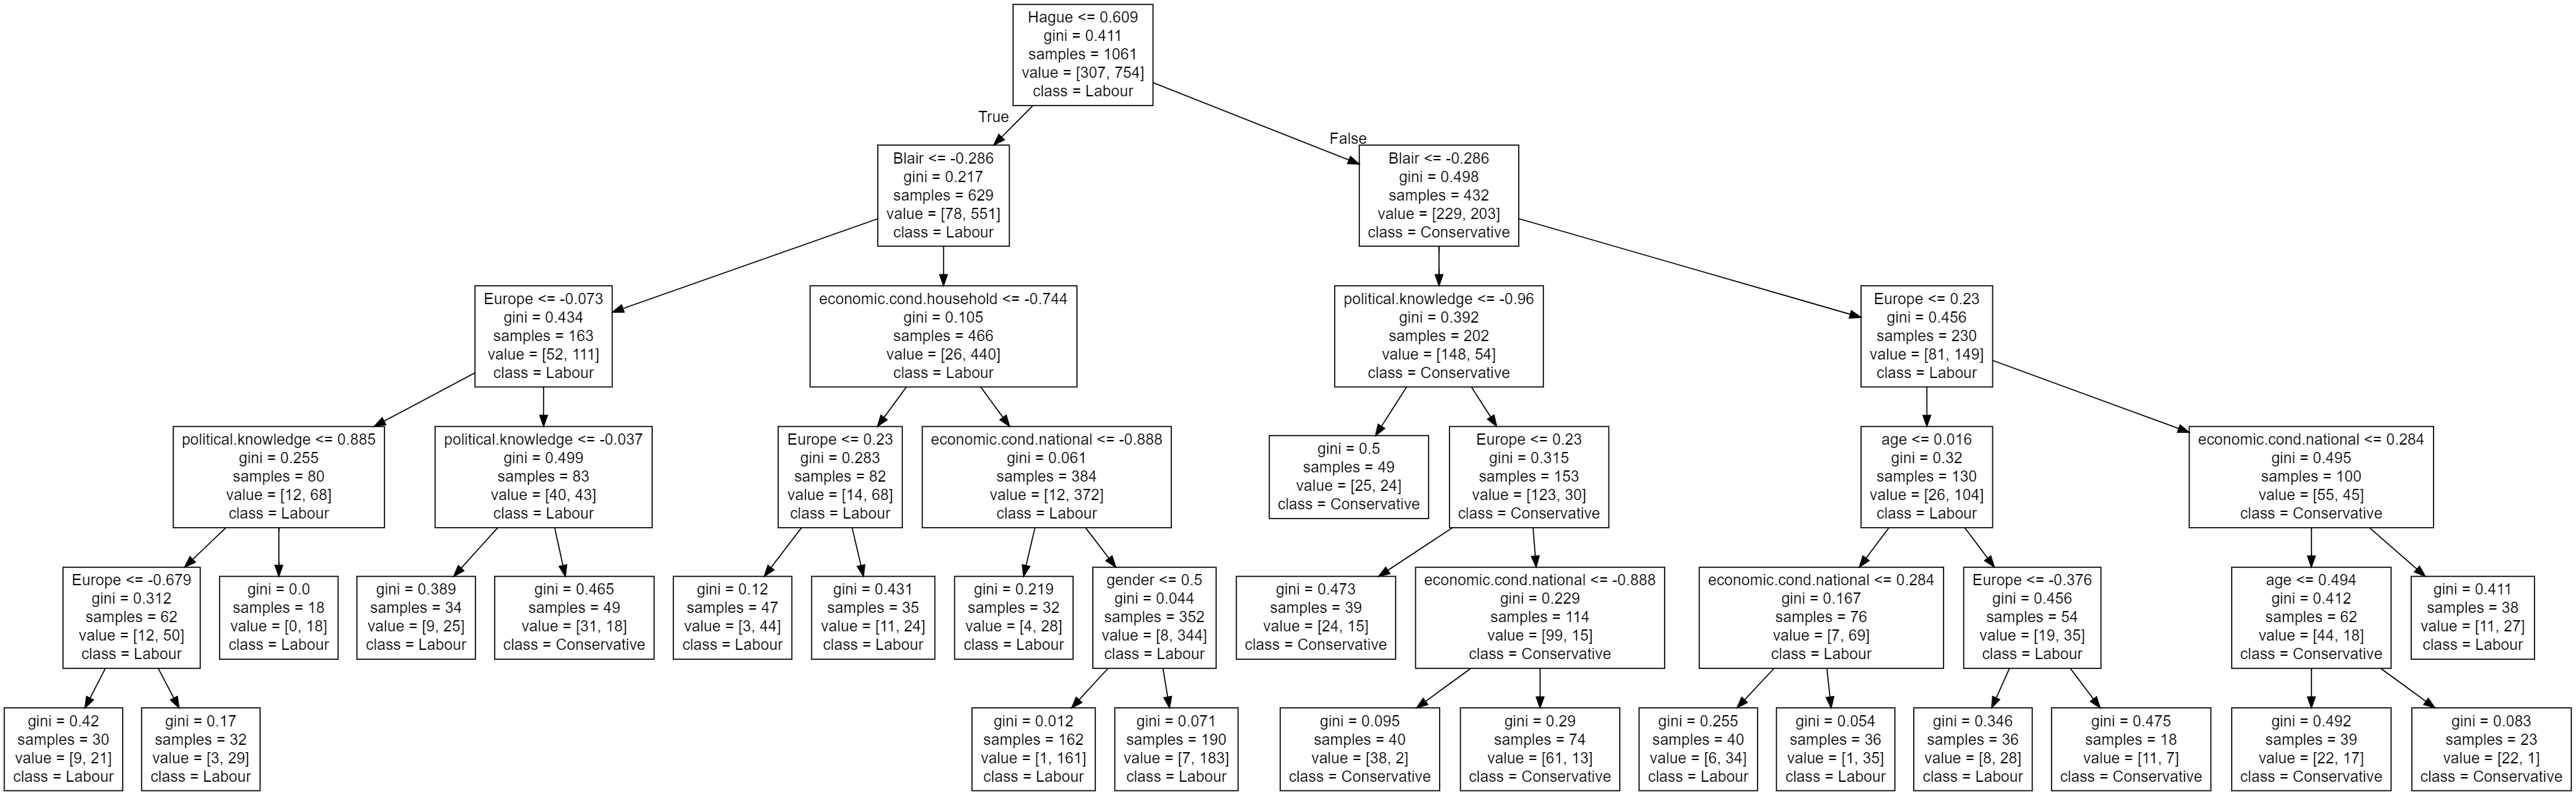 Hague <= 0.609
gini = 0.411
samples = 1061
value = [307, 754]
class = Labour
True
False
Blair <= -0.286
gini = 0.217
samples = 629
value = [78, 551]
class = Labour
Blair <= -0.286
gini = 0.498
samples = 432
value = [229, 203]
class = Conservative
Europe <= -0.073
gini = 0.434
samples = 163
value = [52, 111]
class = Labour
economic.cond.household <= -0.744
gini = 0.105
samples = 466
value = [26, 440]
class = Labour
political.knowledge <= -0.96
gini = 0.392
samples = 202
value = [148, 54]
class = Conservative
Europe <= 0.23
gini = 0.456
samples = 230
value = [81, 149]
class = Labour
political.knowledge <= 0.885
gini = 0.255
samples = 80
value = [12, 68]
class = Labour
political.knowledge <= -0.037
gini = 0.499
samples = 83
value = [40, 43]
class = Labour
Europe <= 0.23
gini = 0.283
samples = 82
value = [14, 68]
class = Labour
economic.cond.national <= -0.888
gini = 0.061
samples = 384
value = [12, 372]
class = Labour
gini = 0.5
samples = 49
value = [25, 24]
class = Conservative
Europe <= 0.23
gini = 0.315
samples = 153
value = [123, 30]
class = Conservative
age <= 0.016
gini = 0.32
samples = 130
value = [26, 104]
class = Labour
economic.cond.national <= 0.284
gini = 0.495
samples = 100
value = [55, 45]
class = Conservative
Europe <= -0.679
gini = 0.312
samples = 62
value = [12, 50]
class = Labour
gini = 0.0
samples = 18
value = [0, 18]
class = Labour
gini = 0.389
samples = 34
value = [9, 25]
class = Labour
gini = 0.465
samples = 49
value = [31, 18]
class = Conservative
gini = 0.12
samples = 47
value = [3, 44]
class = Labour
gini = 0.431
samples = 35
value = [11, 24]
class = Labour
gini = 0.219
samples = 32
value = [4, 28]
class = Labour
gender <= 0.5
gini = 0.044
samples = 352
value = [8, 344]
class = Labour
gini = 0.473
samples = 39
value = [24, 15]
class = Conservative
economic.cond.national <= -0.888
gini = 0.229
samples = 114
value = [99, 15]
class = Conservative
economic.cond.national <= 0.284
gini = 0.167
samples = 76
value = [7, 69]
class = Labour
Europe <= -0.376
gini = 0.456
samples = 54
value = [19, 35]
class = Labour
age <= 0.494
gini = 0.412
samples = 62
value = [44, 18]
class = Conservative
gini = 0.411
samples = 38
value = [11, 27]
class = Labour
gini = 0.42
samples = 30
value = [9, 21]
class = Labour
gini = 0.17
samples = 32
value = [3, 29]
class = Labour
gini = 0.012
samples = 162
value = [1, 161]
class = Labour
gini = 0.071
samples = 190
value = [7, 183]
class = Labour
gini = 0.095
samples = 40
value = [38, 2]
class = Conservative
gini = 0.29
samples = 74
value = [61, 13]
class = Conservative
gini = 0.255
samples = 40
value = [6, 34]
class = Labour
gini = 0.054
samples = 36
value = [1, 35]
class = Labour
gini = 0.346
samples = 36
value = [8, 28]
class = Labour
gini = 0.475
samples = 18
value = [11, 7]
class = Conservative
gini = 0.492
samples = 39
value = [22, 17]
class = Conservative
gini = 0.083
samples = 23
value = [22, 1]
class = Conservative